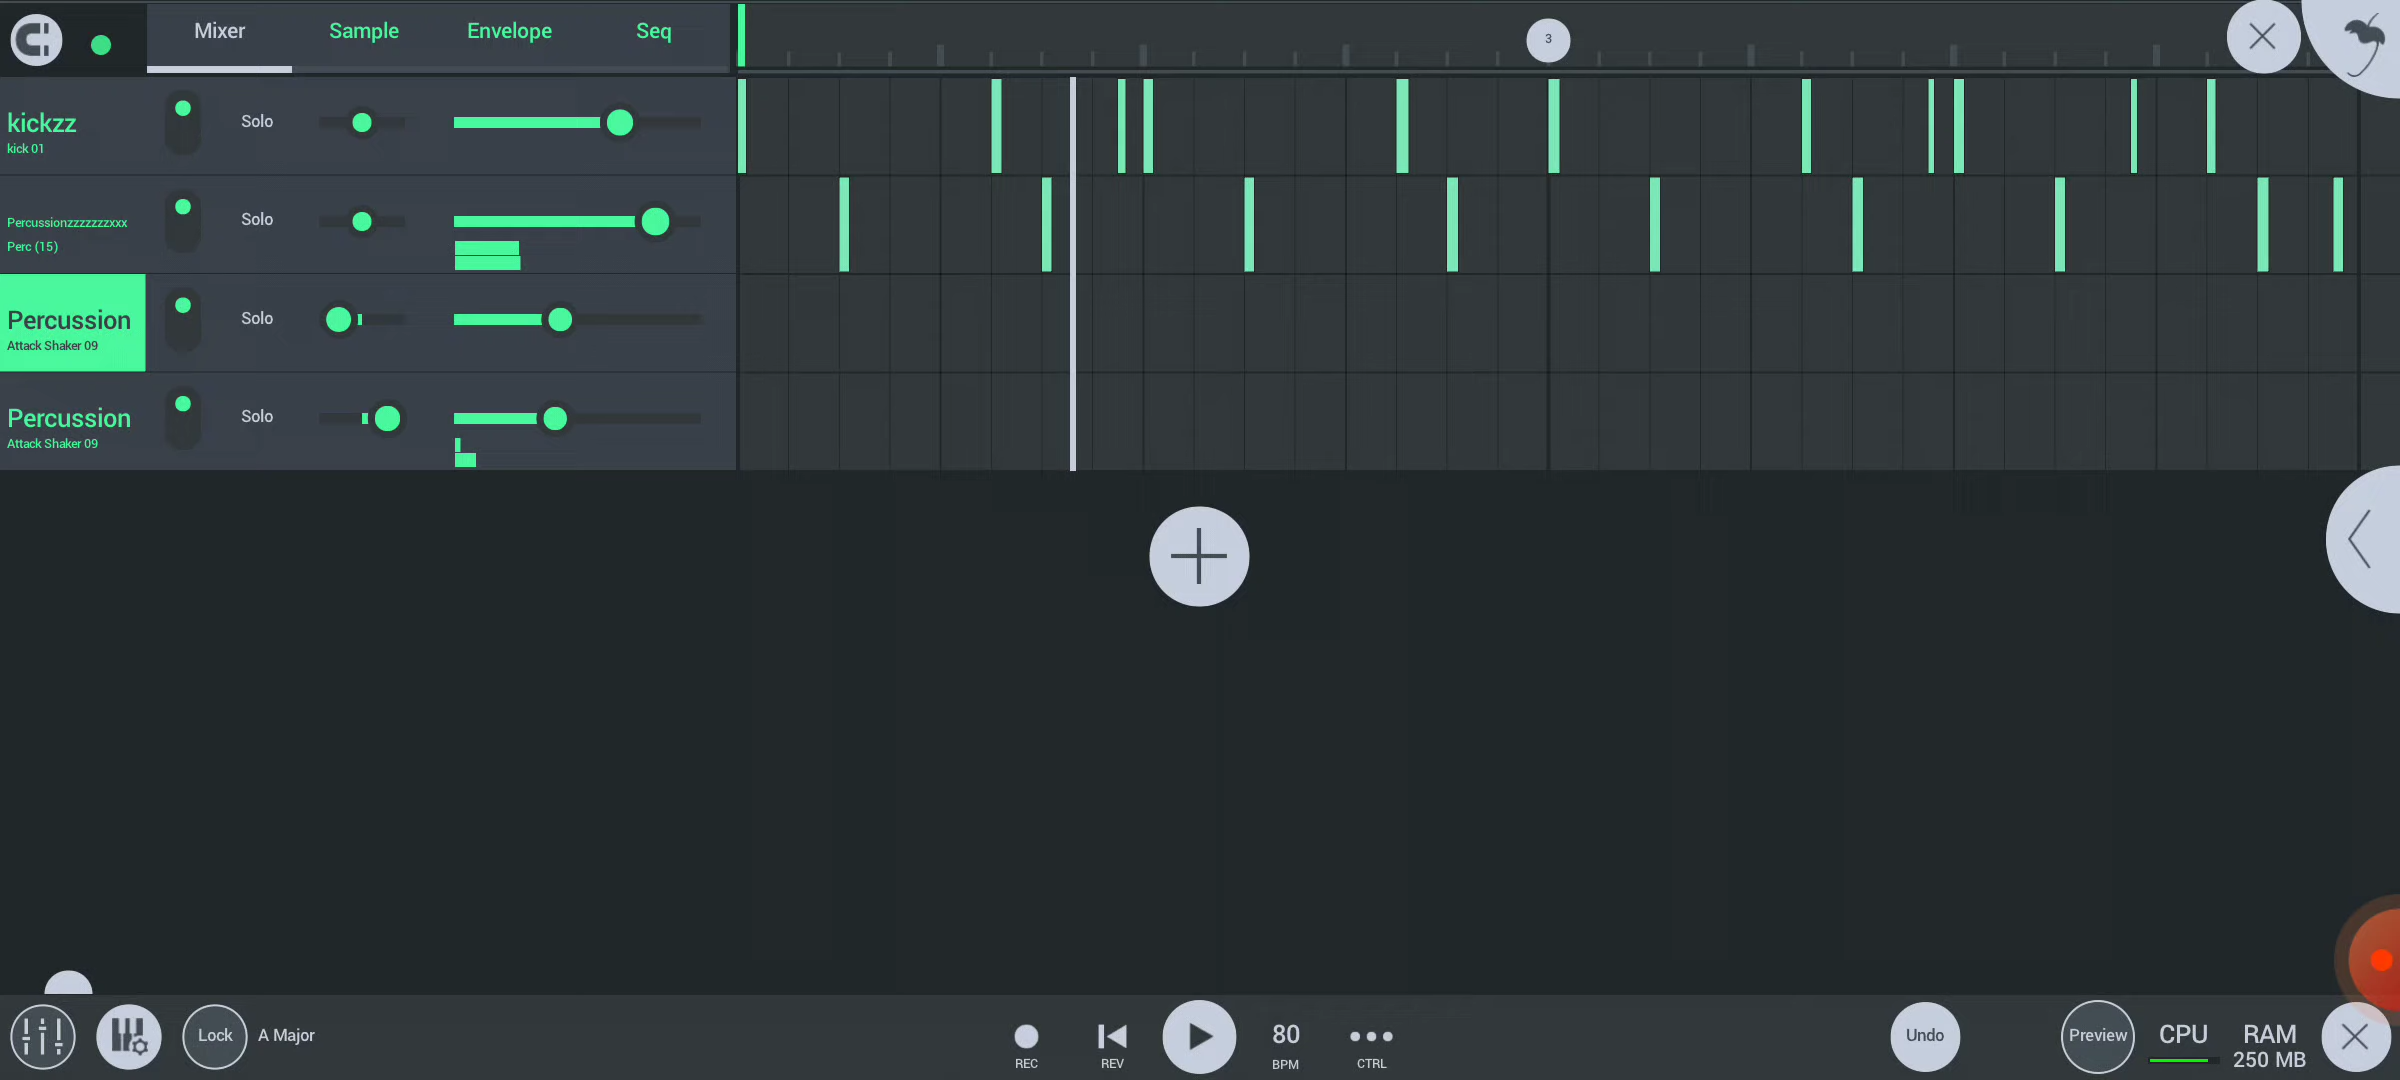 Mixer
Sample
Envelope
Seq
3
kickzz
kick 01
Solo
Percussionzzzzzzzxxx
Perc (15)
Solo
Percussion
Attack Shaker 09
Solo
Percussion
Attack Shaker 09
Solo
Lock
A Major
REC
REV
80
BPM
CTRL
Undo
Preview
CPU
RAM
250 MB